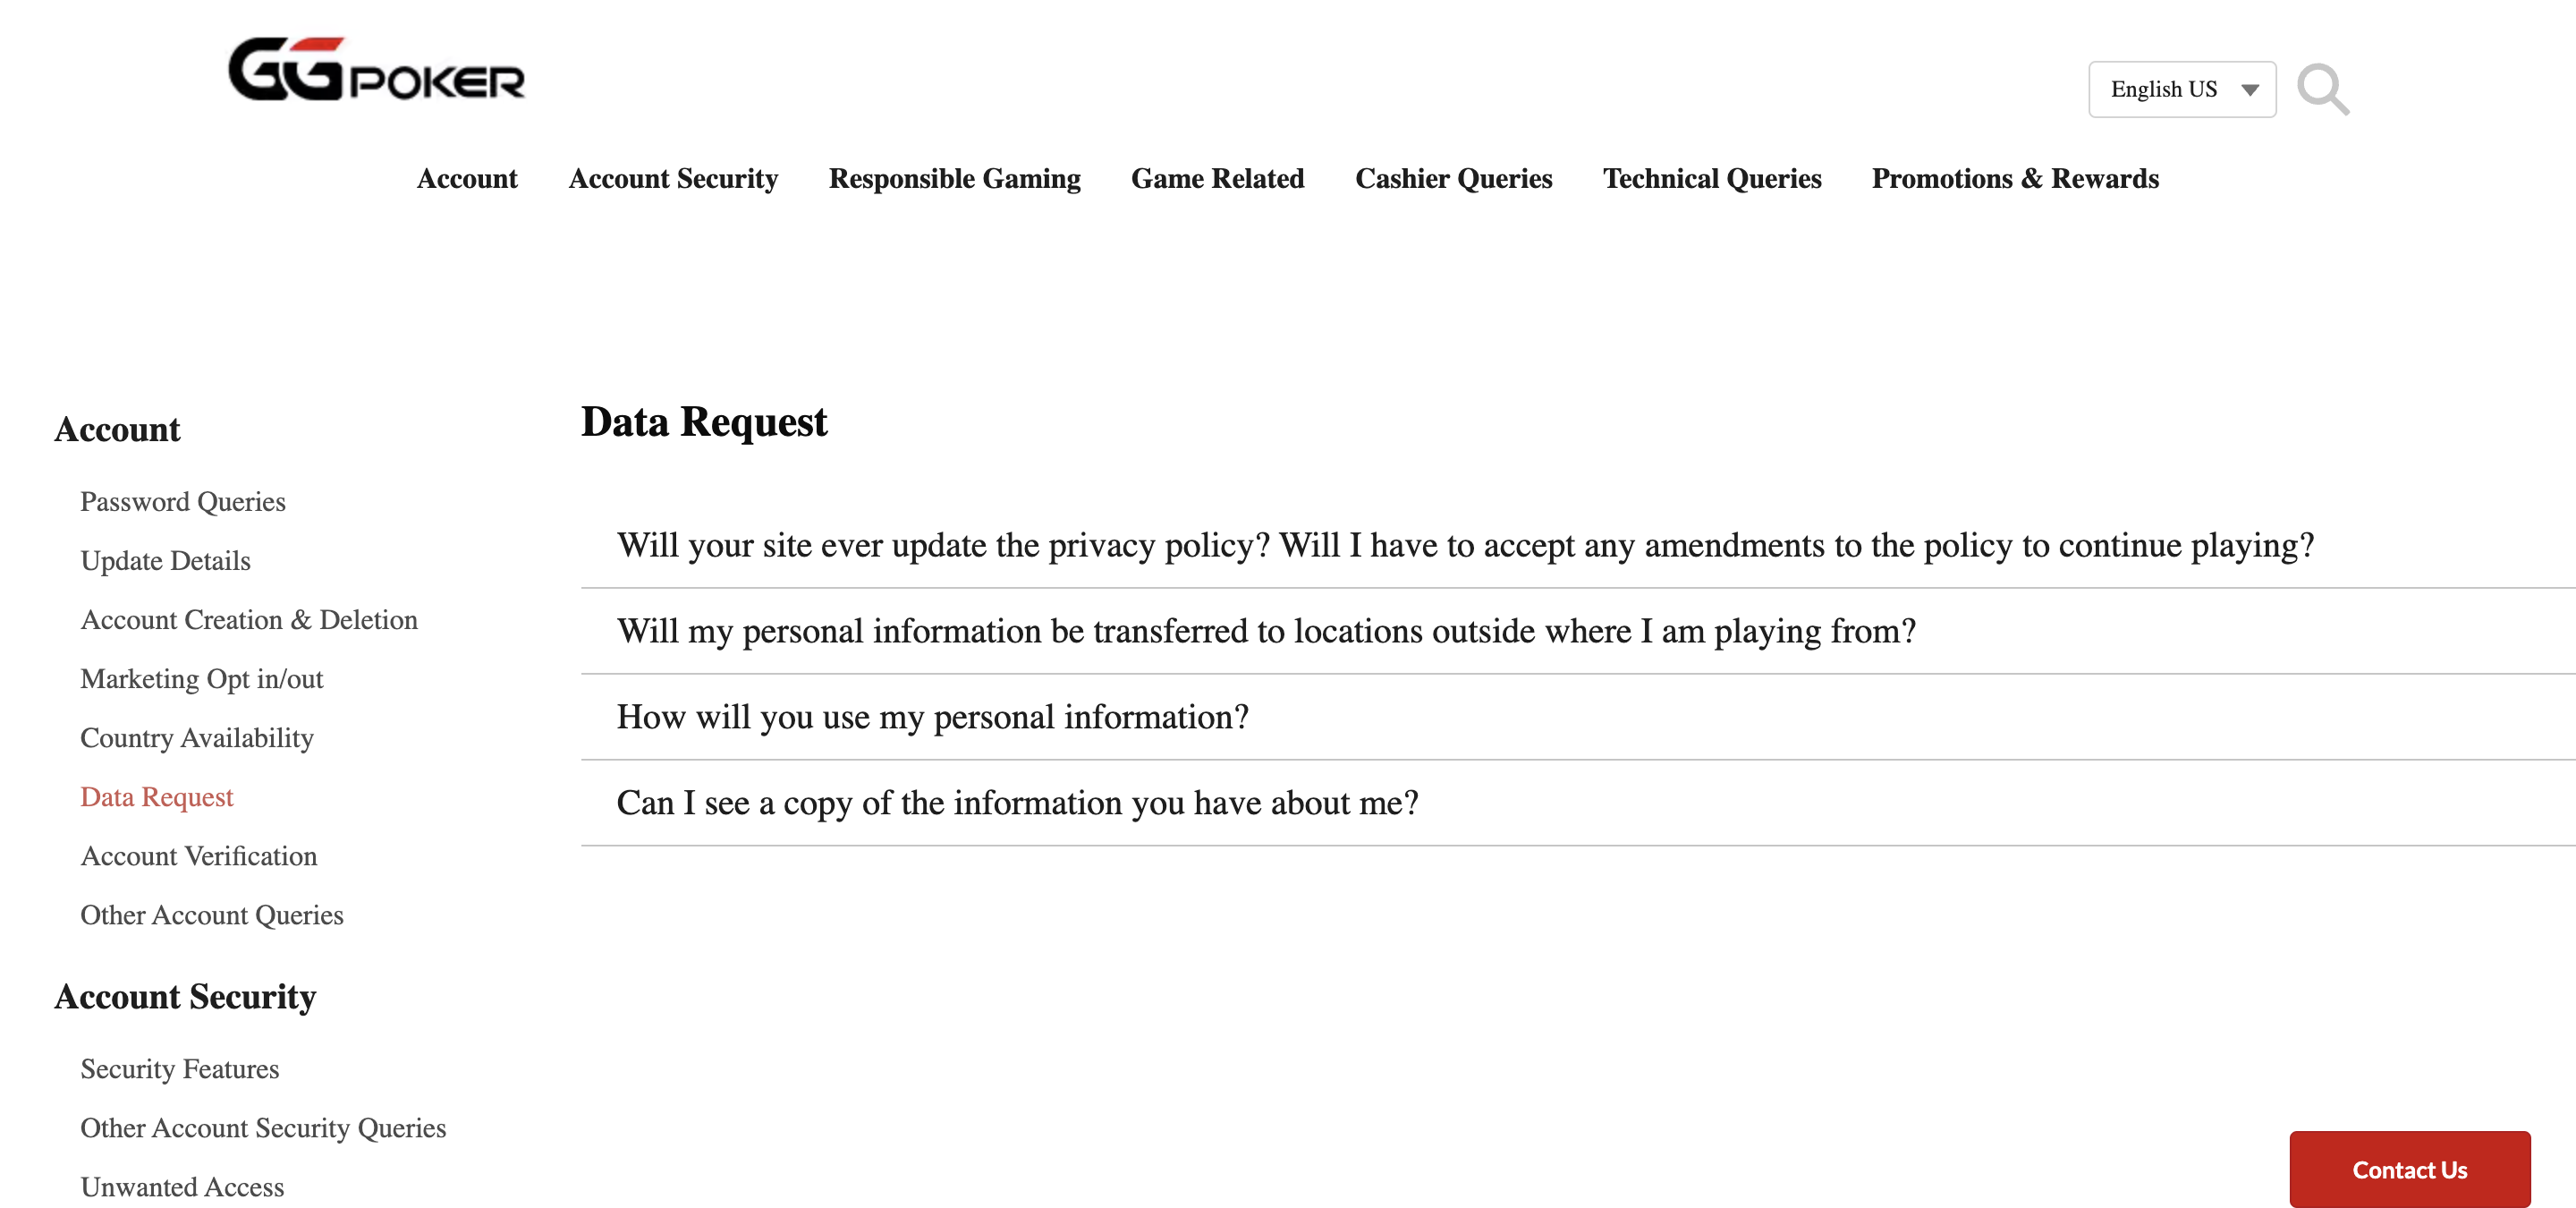 GGPOKER
English US
Account Account Security Responsible Gaming Game Related Cashier Queries Technical Queries Promotions & Rewards
Account
Password Queries
Update Details
Account Creation & Deletion
Marketing Opt in/out
Country Availability
Data Request
Account Verification
Other Account Queries
Account Security
Security Features
Other Account Security Queries
Unwanted Access
Data Request
Will your site ever update the privacy policy? Will I have to accept any amendments to the policy to continue playing?
Will my personal information be transferred to locations outside where I am playing from?
How will you use my personal information?
Can I see a copy of the information you have about me?
Contact Us